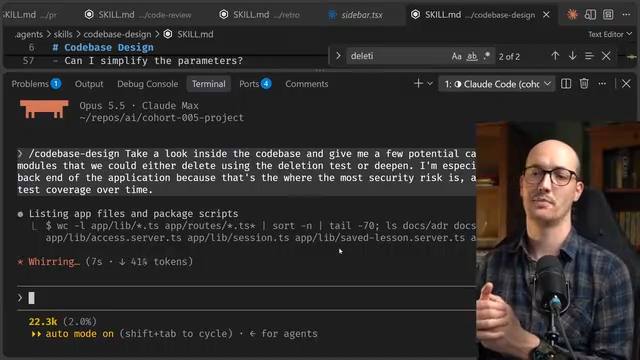 SKILL.md .../pr
SKILL.md .../code-review
SKILL.md .../retro
sidebar.tsx
SKILL.md .../codebase-design
.agents > skills > codebase-design > SKILL.md
Text Editor
6 # Codebase Design
57 - Can I simplify the parameters?
deleti
Aa ab .* 2 of 2
Problems 1 Output Debug Console Terminal Ports 4 Comments
1: Claude Code (coho
Opus 5.5 · Claude Max
~/repos/ai/cohort-005-project
❯ /codebase-design Take a look inside the codebase and give me a few potential ca
modules that we could either delete using the deletion test or deepen. I'm especi
back end of the application because that's the where the most security risk is, a
test coverage over time.
● Listing app files and package scripts
└ $ wc -l app/lib/*.ts app/routes/*.ts* | sort -n | tail -70; ls docs/adr docs
app/lib/access.server.ts app/lib/session.ts app/lib/saved-lesson.server.ts a
* Whirring… (7s · ↓ 414 tokens)
❯
22.3k (2.0%)
⏵⏵ auto mode on (shift+tab to cycle) · ← for agents